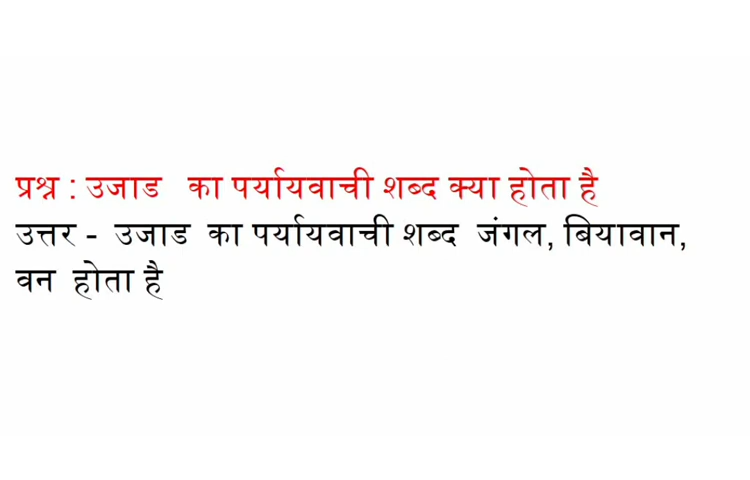 प्रश्न : उजाड का पर्यायवाची शब्द क्या होता है
उत्तर - उजाड का पर्यायवाची शब्द जंगल, बियावान,
वन होता है